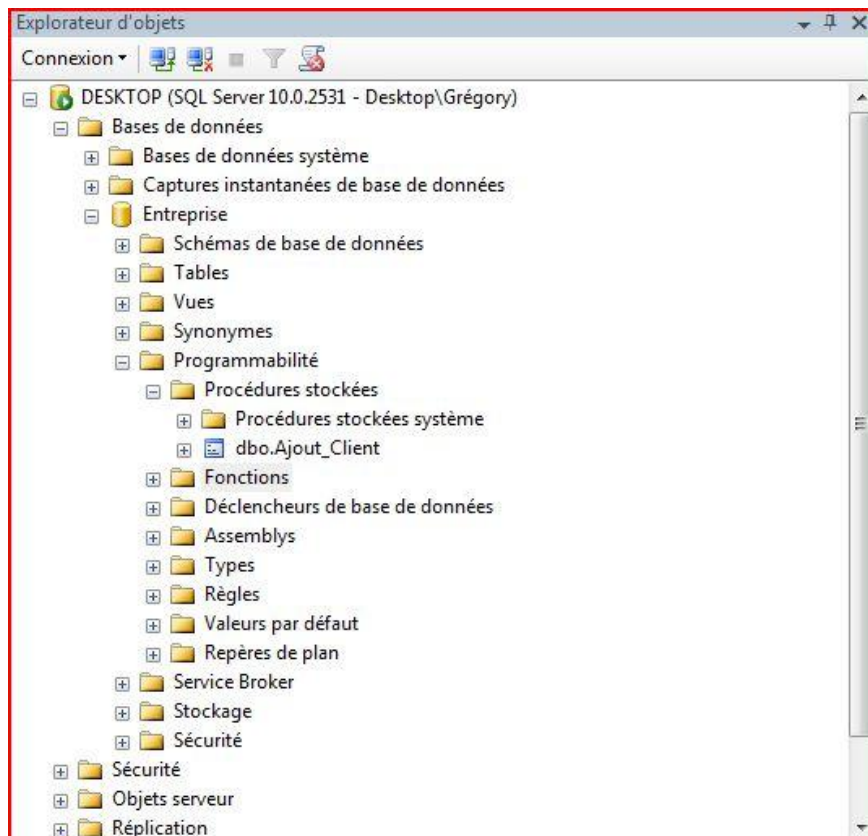 Explorateur d'objets
Connexion
DESKTOP (SQL Server 10.0.2531 - Desktop\Grégory)
Bases de données
Bases de données système
Captures instantanées de base de données
Entreprise
Schémas de base de données
Tables
Vues
Synonymes
Programmabilité
Procédures stockées
Procédures stockées système
dbo.Ajout_Client
Fonctions
Déclencheurs de base de données
Assemblys
Types
Règles
Valeurs par défaut
Repères de plan
Service Broker
Stockage
Sécurité
Sécurité
Objets serveur
Réplication